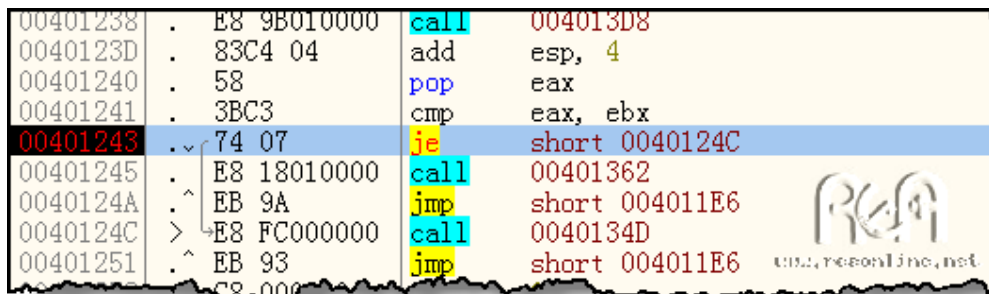 00401238 . E8 9B010000 call 004013D8
0040123D . 83C4 04 add esp, 4
00401240 . 58 pop eax
00401241 . 3BC3 cmp eax, ebx
00401243 .v 74 07 je short 0040124C
00401245 . E8 18010000 call 00401362
0040124A .^ EB 9A jmp short 004011E6
0040124C > E8 FC000000 call 0040134D
00401251 .^ EB 93 jmp short 004011E6
REA
www.reaonline.net